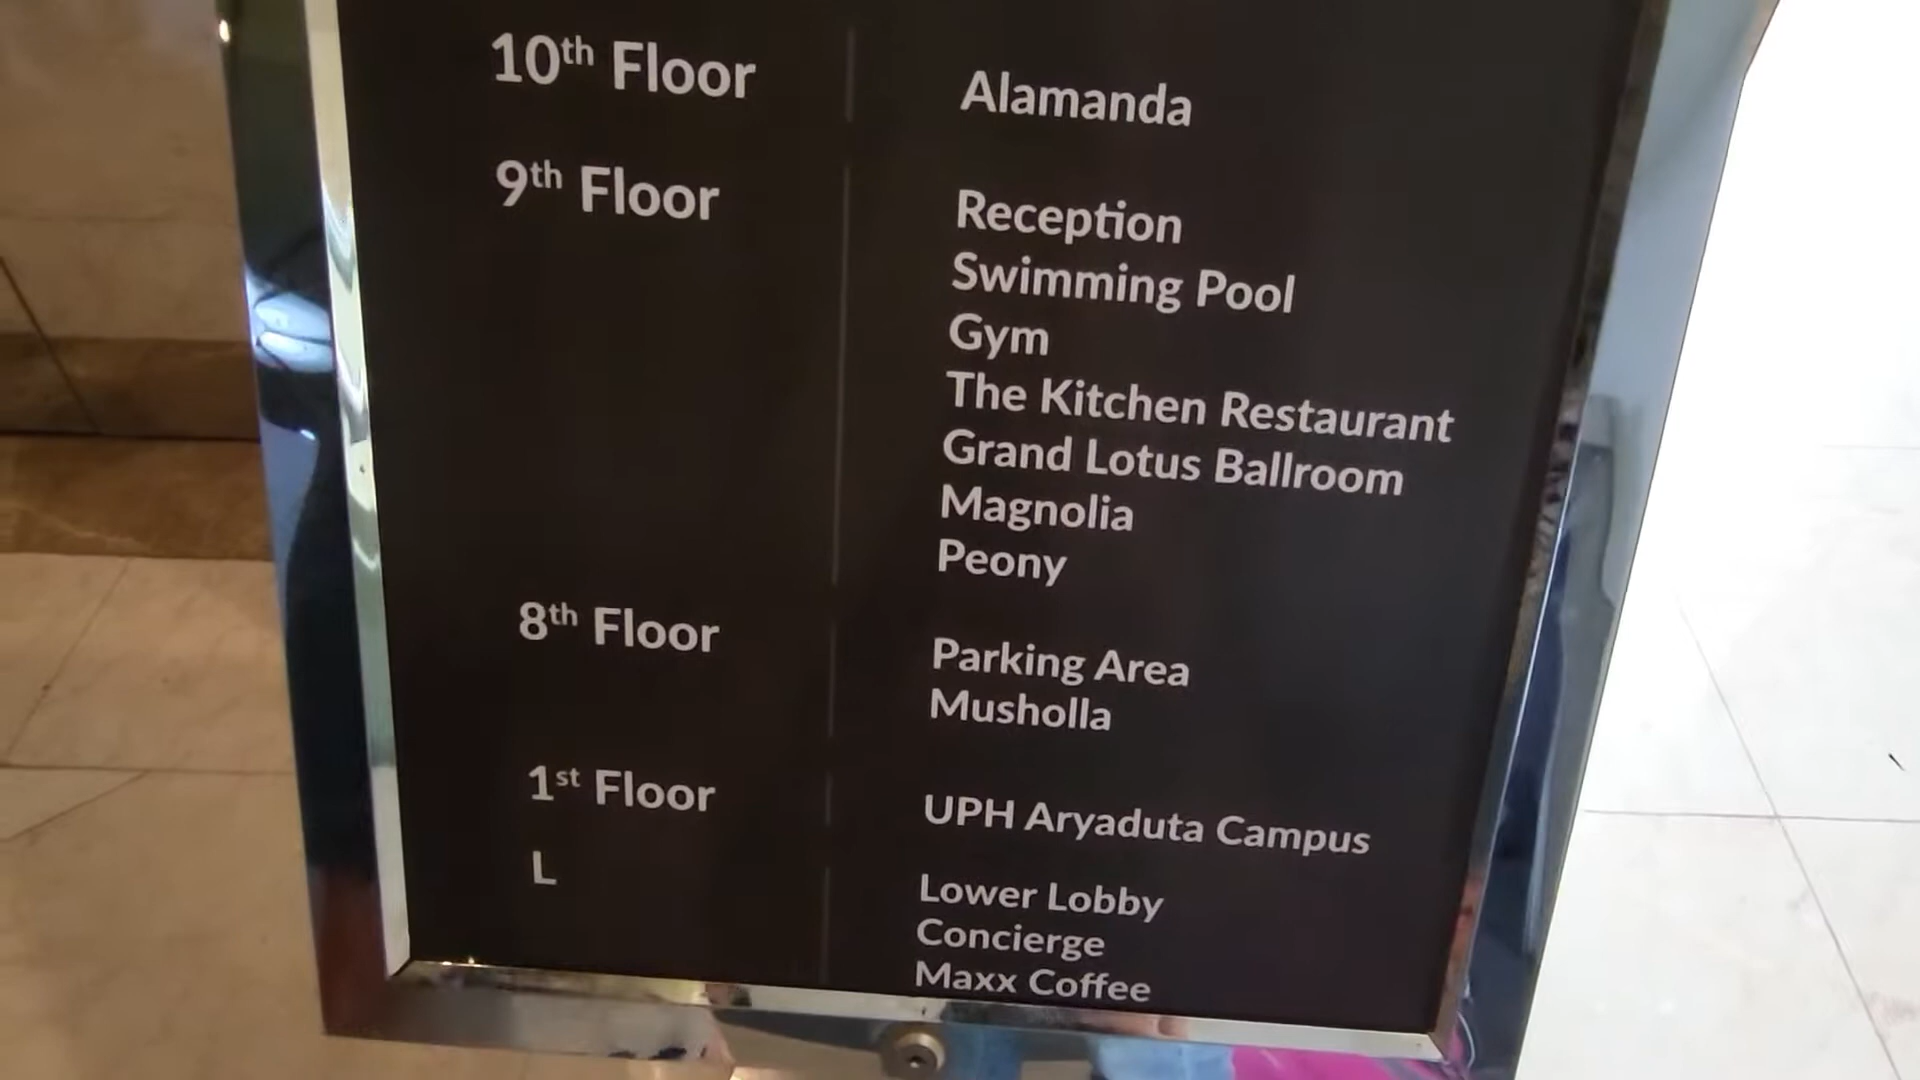 10th Floor
Alamanda
9th Floor
Reception
Swimming Pool
Gym
The Kitchen Restaurant
Grand Lotus Ballroom
Magnolia
Peony
8th Floor
Parking Area
Musholla
1st Floor
UPH Aryaduta Campus
L
Lower Lobby
Concierge
Maxx Coffee